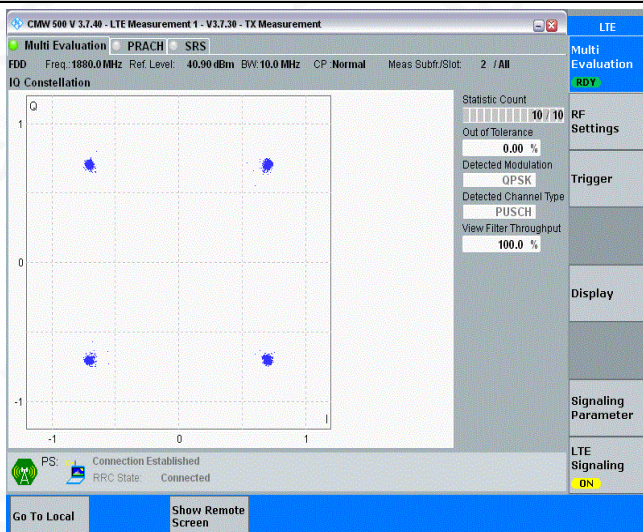 CMW 500 V 3.7.40 - LTE Measurement 1 - V3.7.30 - TX Measurement
LTE
Multi Evaluation PRACH SRS
Multi
Evaluation
RDY
FDD Freq.:1880.0 MHz Ref. Level: 40.90 dBm BW:10.0 MHz CP :Normal Meas Subfr./Slot: 2 / All
IQ Constellation
Q
1
0
-1
-1 0 1
I
Statistic Count
10 / 10
Out of Tolerance
0.00 %
Detected Modulation
QPSK
Detected Channel Type
PUSCH
View Filter Throughput
100.0 %
RF
Settings
Trigger
Display
Signaling
Parameter
LTE
Signaling
ON
PS: Connection Established
RRC State: Connected
Go To Local
Show Remote
Screen